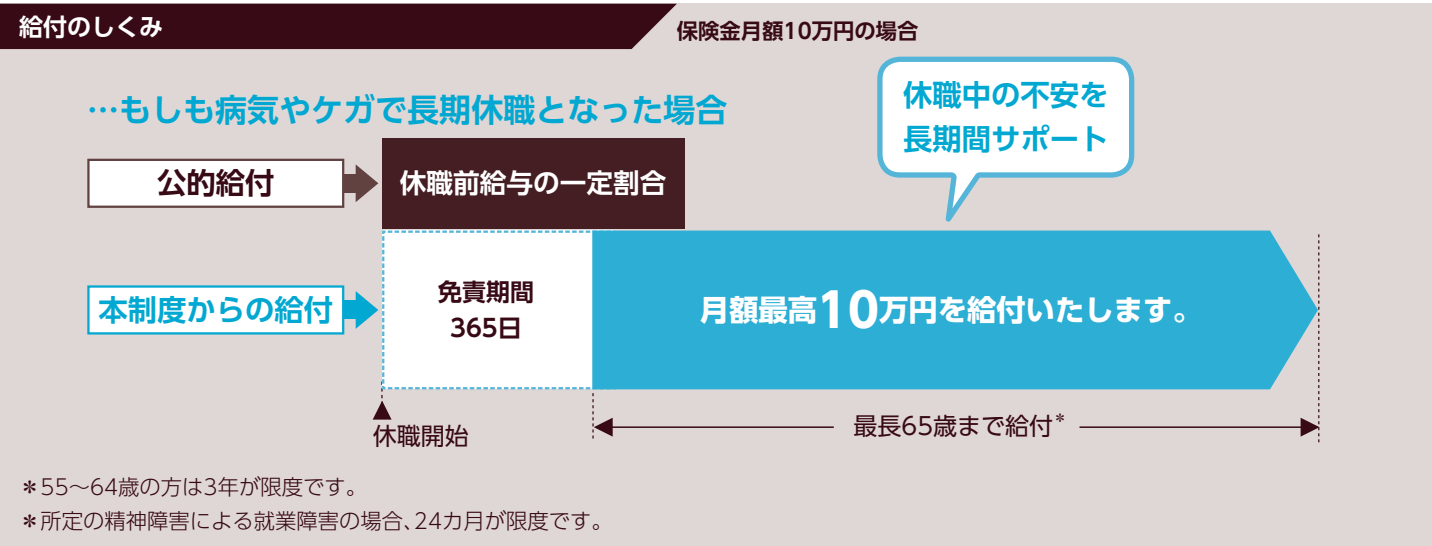 給付のしくみ
保険金月額10万円の場合
…もしも病気やケガで長期休職となった場合
休職中の不安を
長期間サポート
公的給付
休職前給与の一定割合
本制度からの給付
免責期間
365日
月額最高10万円を給付いたします。
休職開始
最長65歳まで給付*
*55～64歳の方は3年が限度です。
*所定の精神障害による就業障害の場合、24カ月が限度です。